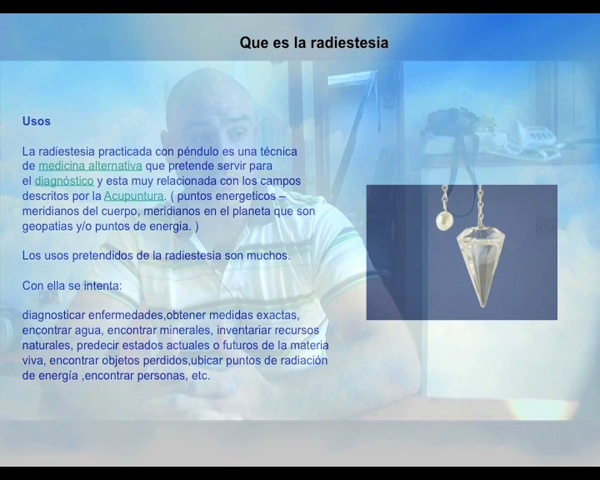 Que es la radiestesia
Usos
La radiestesia practicada con péndulo es una técnica
de medicina alternativa que pretende servir para
el diagnóstico y esta muy relacionada con los campos
descritos por la Acupuntura. ( puntos energeticos –
meridianos del cuerpo, meridianos en el planeta que son
geopatias y/o puntos de energia. )
Los usos pretendidos de la radiestesia son muchos.
Con ella se intenta:
diagnosticar enfermedades,obtener medidas exactas,
encontrar agua, encontrar minerales, inventariar recursos
naturales, predecir estados actuales o futuros de la materia
viva, encontrar objetos perdidos,ubicar puntos de radiación
de energía ,encontrar personas, etc.